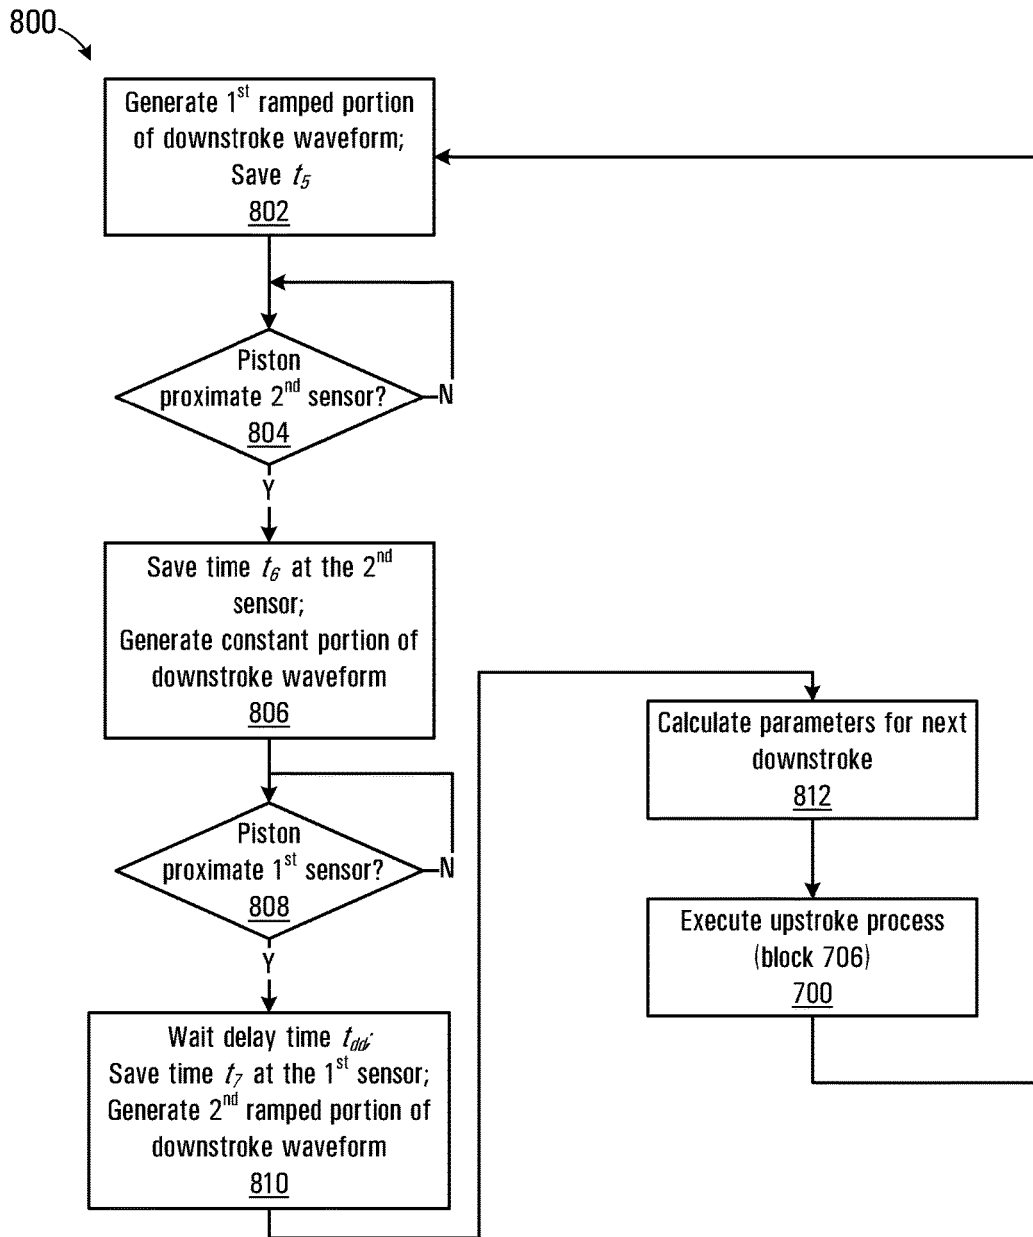 800
Generate 1st ramped portion
of downstroke waveform;
Save t5
802
Piston
proximate 2nd sensor?
804
N
Y
Save time t6 at the 2nd
sensor;
Generate constant portion of
downstroke waveform
806
Piston
proximate 1st sensor?
808
N
Y
Wait delay time tdd;
Save time t7 at the 1st sensor;
Generate 2nd ramped portion of
downstroke waveform
810
Calculate parameters for next
downstroke
812
Execute upstroke process
(block 706)
700